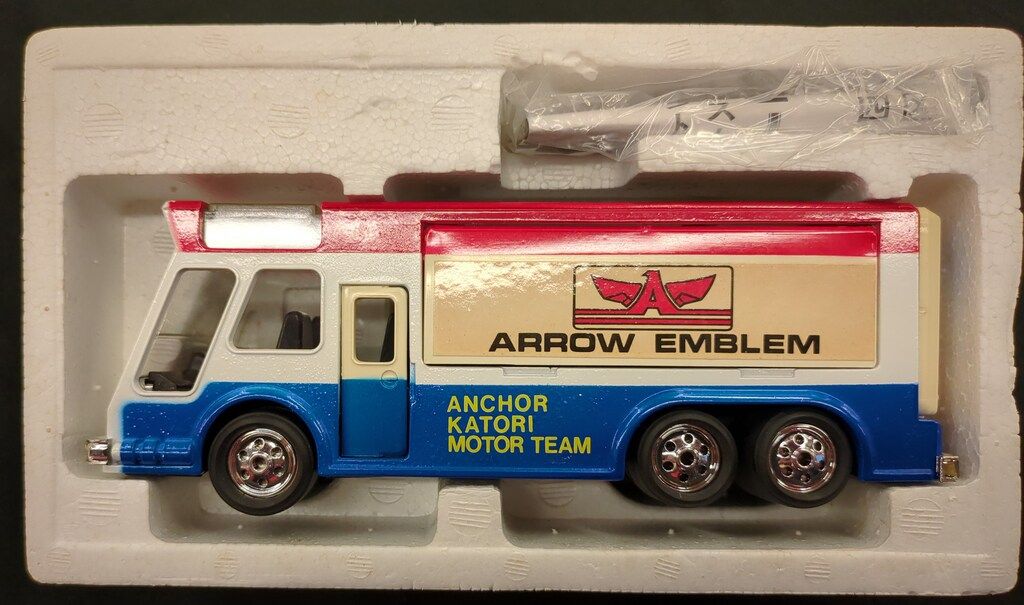 A
ARROW EMBLEM
ANCHOR
KATORI
MOTOR TEAM